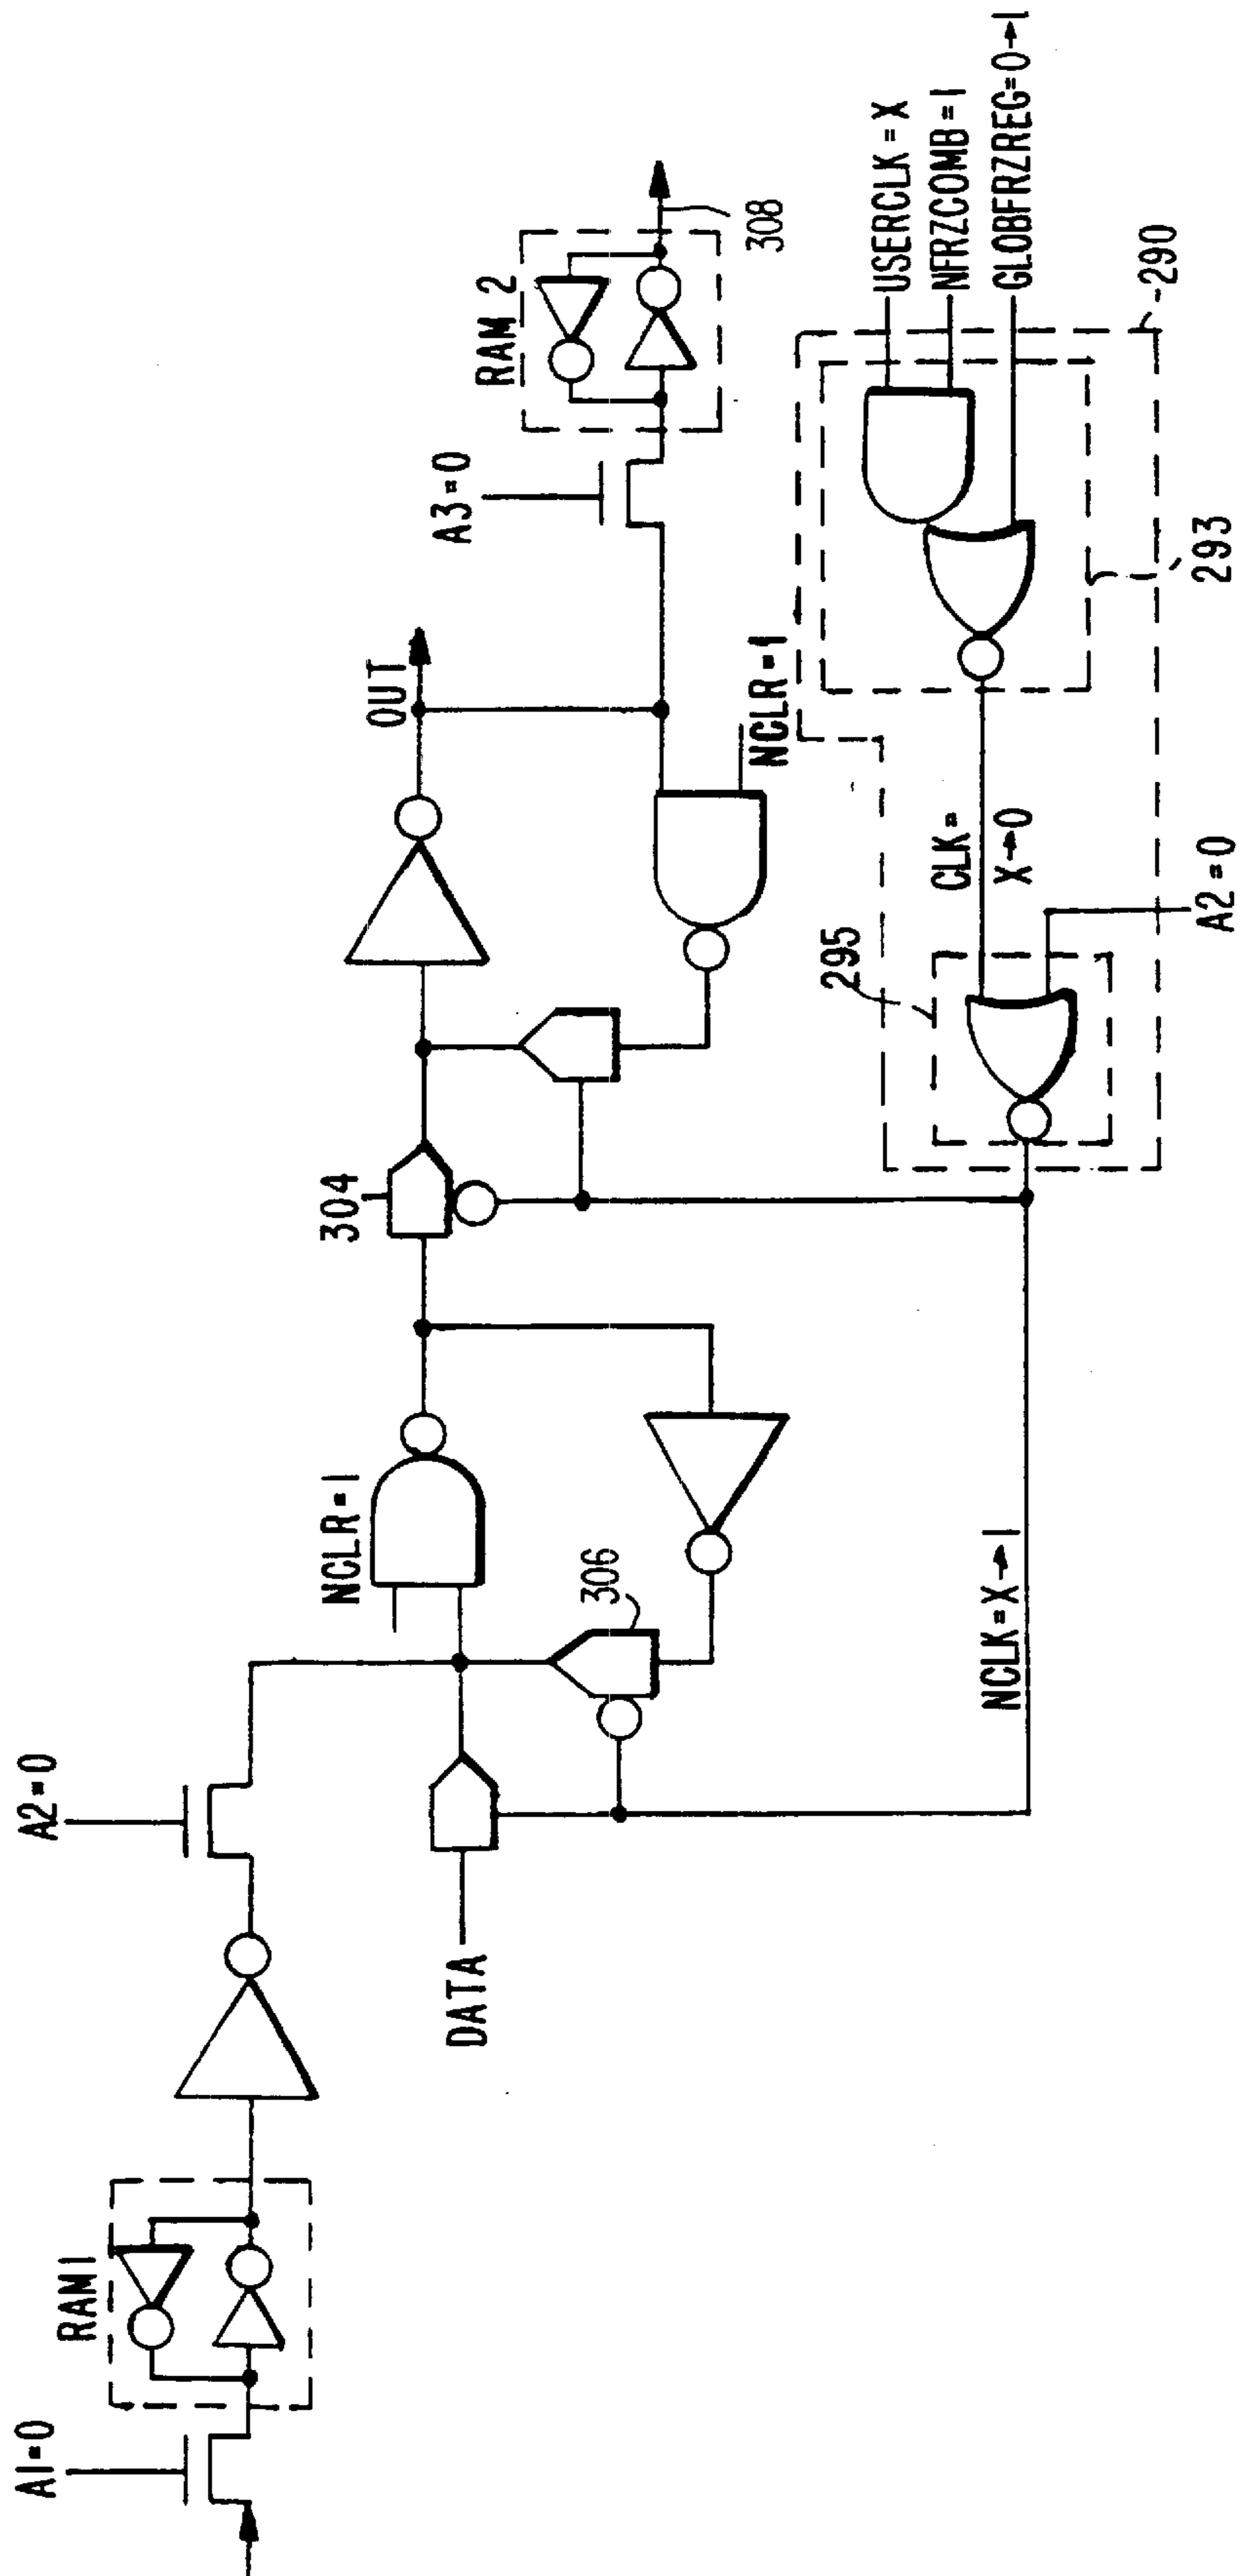 A1=0
RAM1
A2=0
DATA
NCLR=1
306
304
NCLK=X→1
OUT
A3=0
RAM 2
308
NCLR=1
295
CLK=
X→0
A2=0
293
290
USERCLK=X
NFRZCOMB=1
GLOBFRZREG=0→1